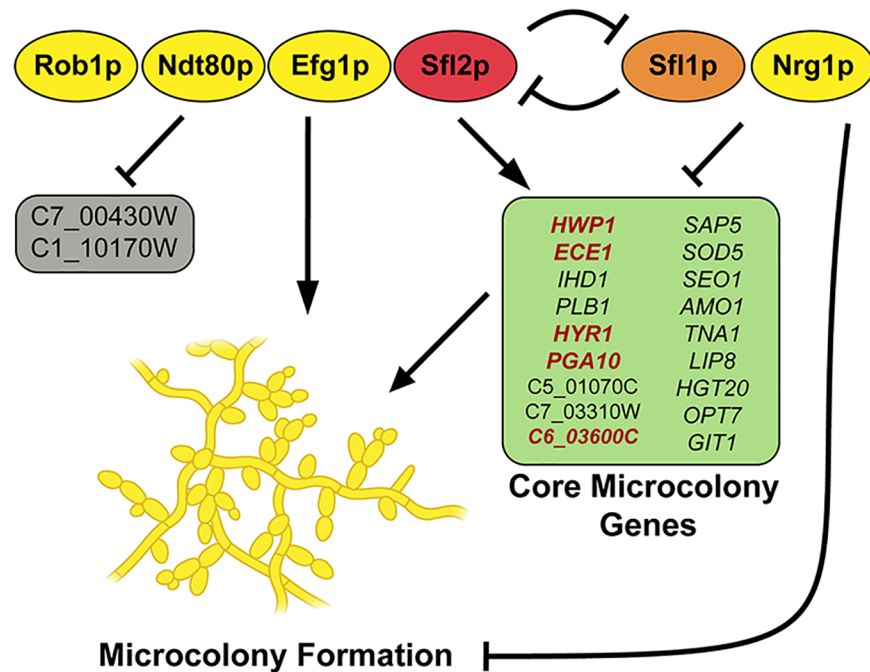 Rob1p Ndt80p Efg1p Sfl2p Sfl1p Nrg1p
C7_00430W
C1_10170W
HWP1 SAP5
ECE1 SOD5
IHD1 SEO1
PLB1 AMO1
HYR1 TNA1
PGA10 LIP8
C5_01070C HGT20
C7_03310W OPT7
C6_03600C GIT1
Core Microcolony
Genes
Microcolony Formation